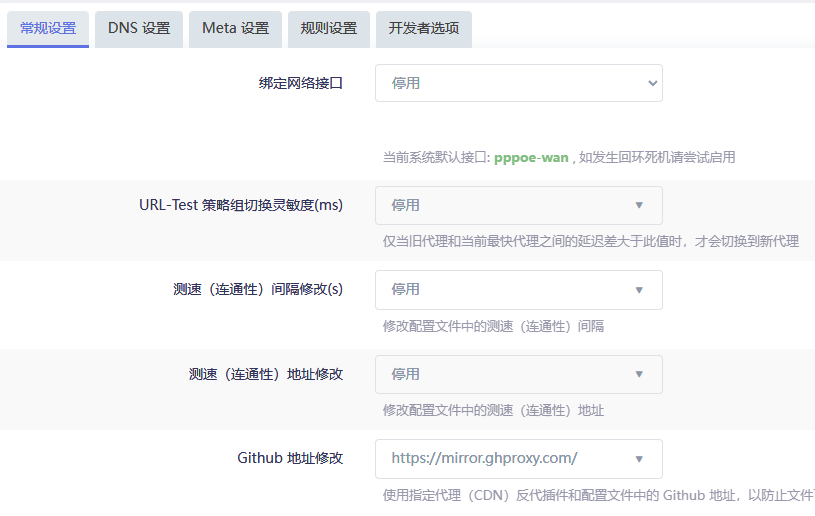 常规设置 DNS 设置 Meta 设置 规则设置 开发者选项
绑定网络接口 停用
当前系统默认接口: pppoe-wan , 如发生回环死机请尝试启用
URL-Test 策略组切换灵敏度(ms) 停用
仅当旧代理和当前最快代理之间的延迟差大于此值时，才会切换到新代理
测速（连通性）间隔修改(s) 停用
修改配置文件中的测速（连通性）间隔
测速（连通性）地址修改 停用
修改配置文件中的测速（连通性）地址
Github 地址修改 https://mirror.ghproxy.com/
使用指定代理（CDN）反代插件和配置文件中的 Github 地址，以防止文件